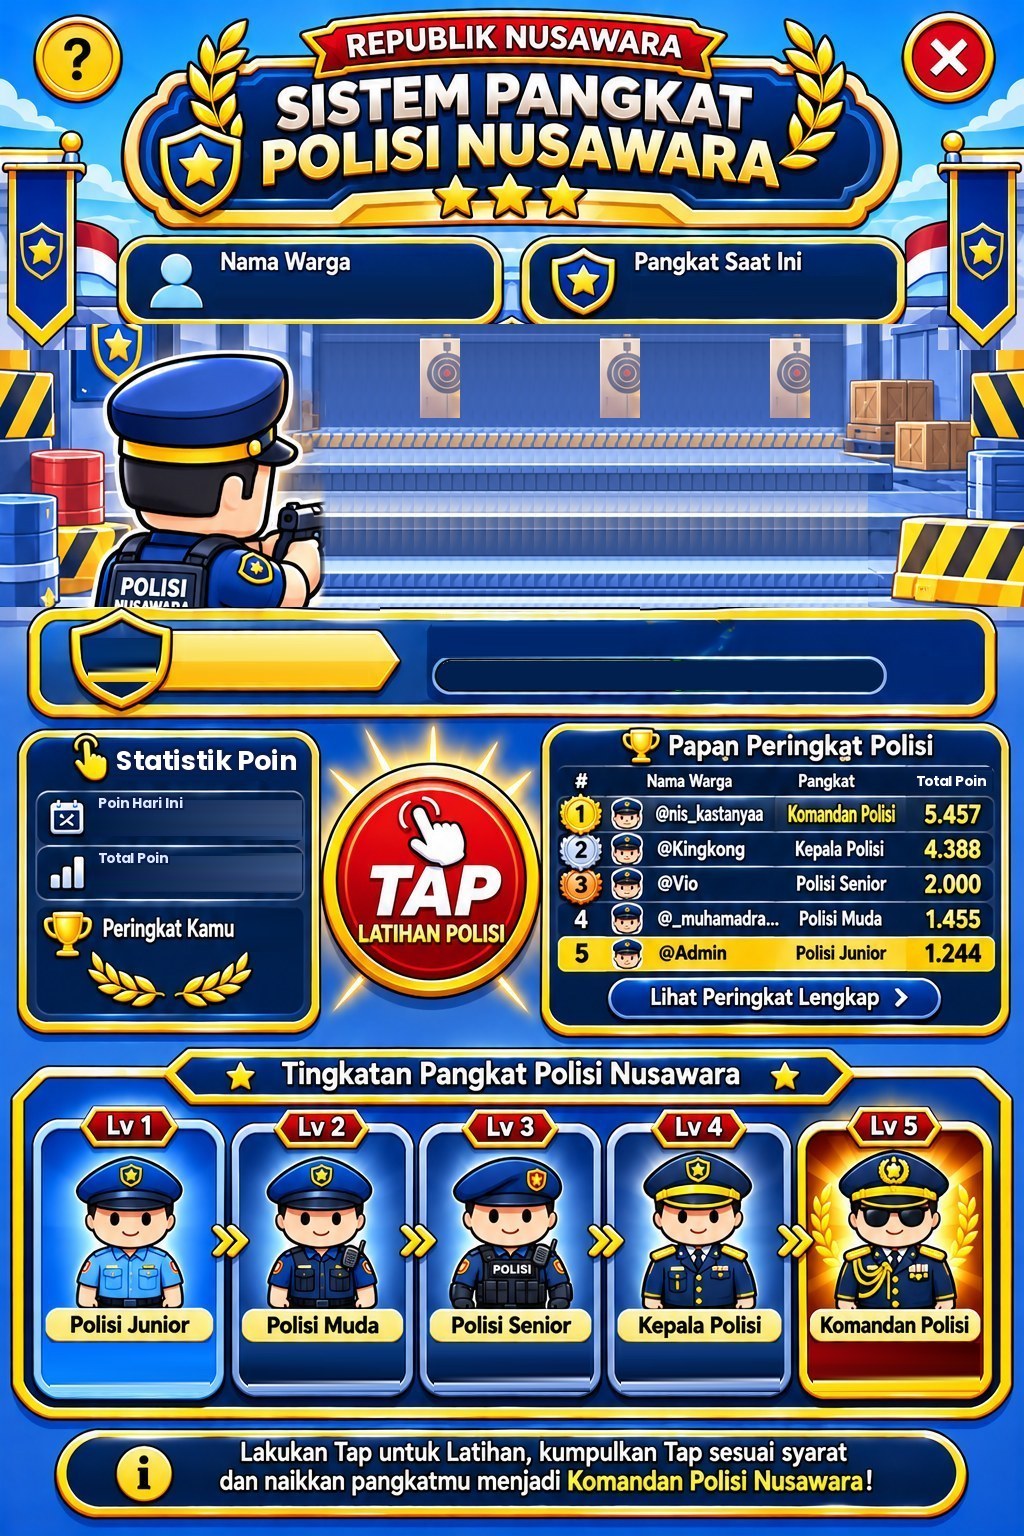 ?
REPUBLIK NUSAWARA
SISTEM PANGKAT
POLISI NUSAWARA
Nama Warga
Pangkat Saat Ini
POLISI
NUSAWARA
Statistik Poin
Poin Hari Ini
Total Poin
Peringkat Kamu
TAP
LATIHAN POLISI
Papan Peringkat Polisi
# Nama Warga Pangkat Total Poin
1 @nis_kastanyaa Komandan Polisi 5.457
2 @Kingkong Kepala Polisi 4.388
3 @Vio Polisi Senior 2.000
4 @_muhamadra... Polisi Muda 1.455
5 @Admin Polisi Junior 1.244
Lihat Peringkat Lengkap
Tingkatan Pangkat Polisi Nusawara
Lv 1 Lv 2 Lv 3 Lv 4 Lv 5
POLISI
Polisi Junior Polisi Muda Polisi Senior Kepala Polisi Komandan Polisi
i
Lakukan Tap untuk Latihan, kumpulkan Tap sesuai syarat
dan naikkan pangkatmu menjadi Komandan Polisi Nusawara!